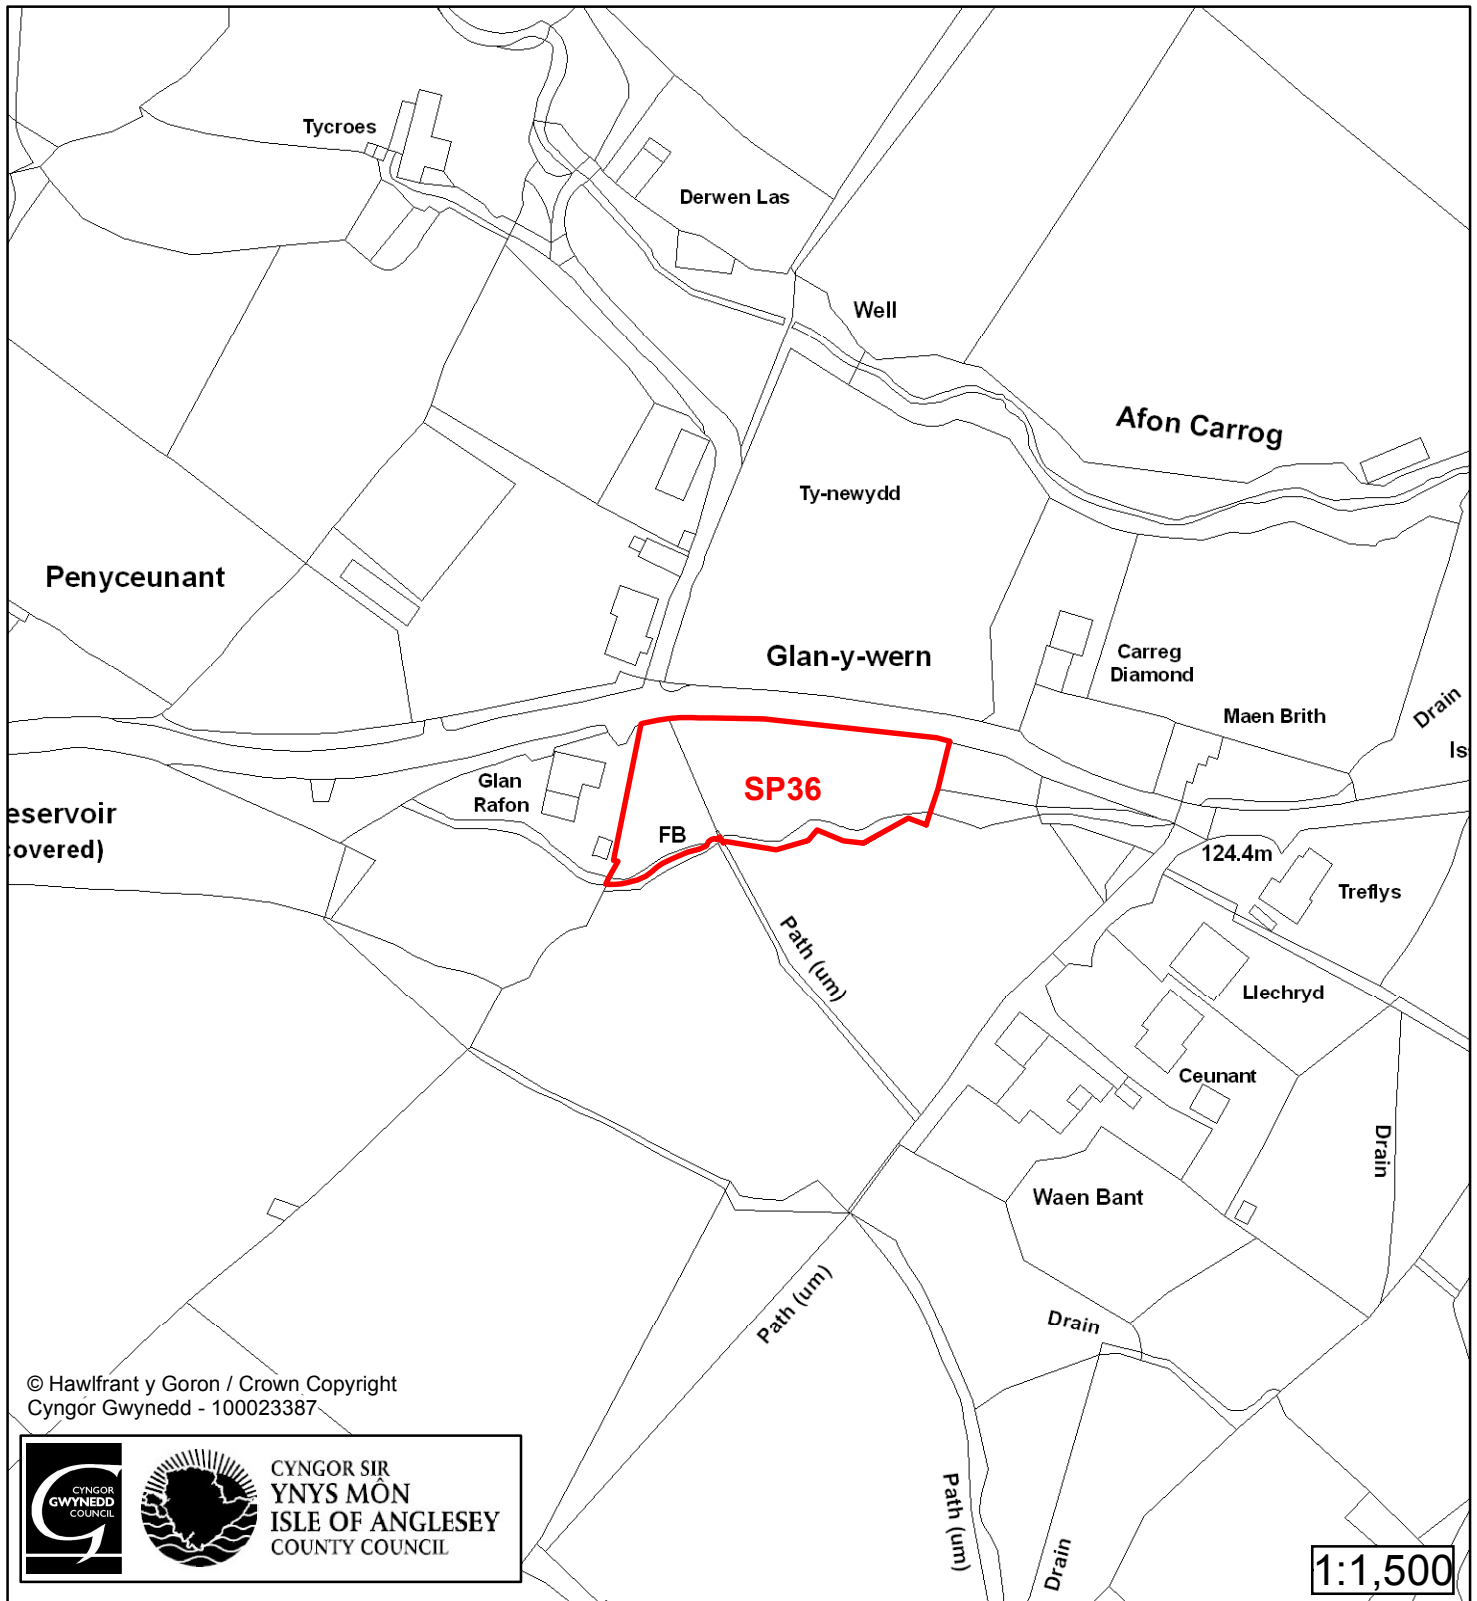 Tycroes
Derwen Las
Well
Afon Carrog
Ty-newydd
Penyceunant
Glan-y-wern
Carreg
Diamond
Maen Brith
Drain
Is
SP36
Glan
Rafon
FB
eservoir
covered)
124.4m
Treflys
Path (um)
Llechryd
Ceunant
Drain
Waen Bant
Path (um)
Drain
© Hawlfrant y Goron / Crown Copyright
Cyngor Gwynedd - 100023387
CYNGOR
GWYNEDD
COUNCIL
CYNGOR SIR
YNYS MÔN
ISLE OF ANGLESEY
COUNTY COUNCIL
Path (um)
Drain
1:1,500